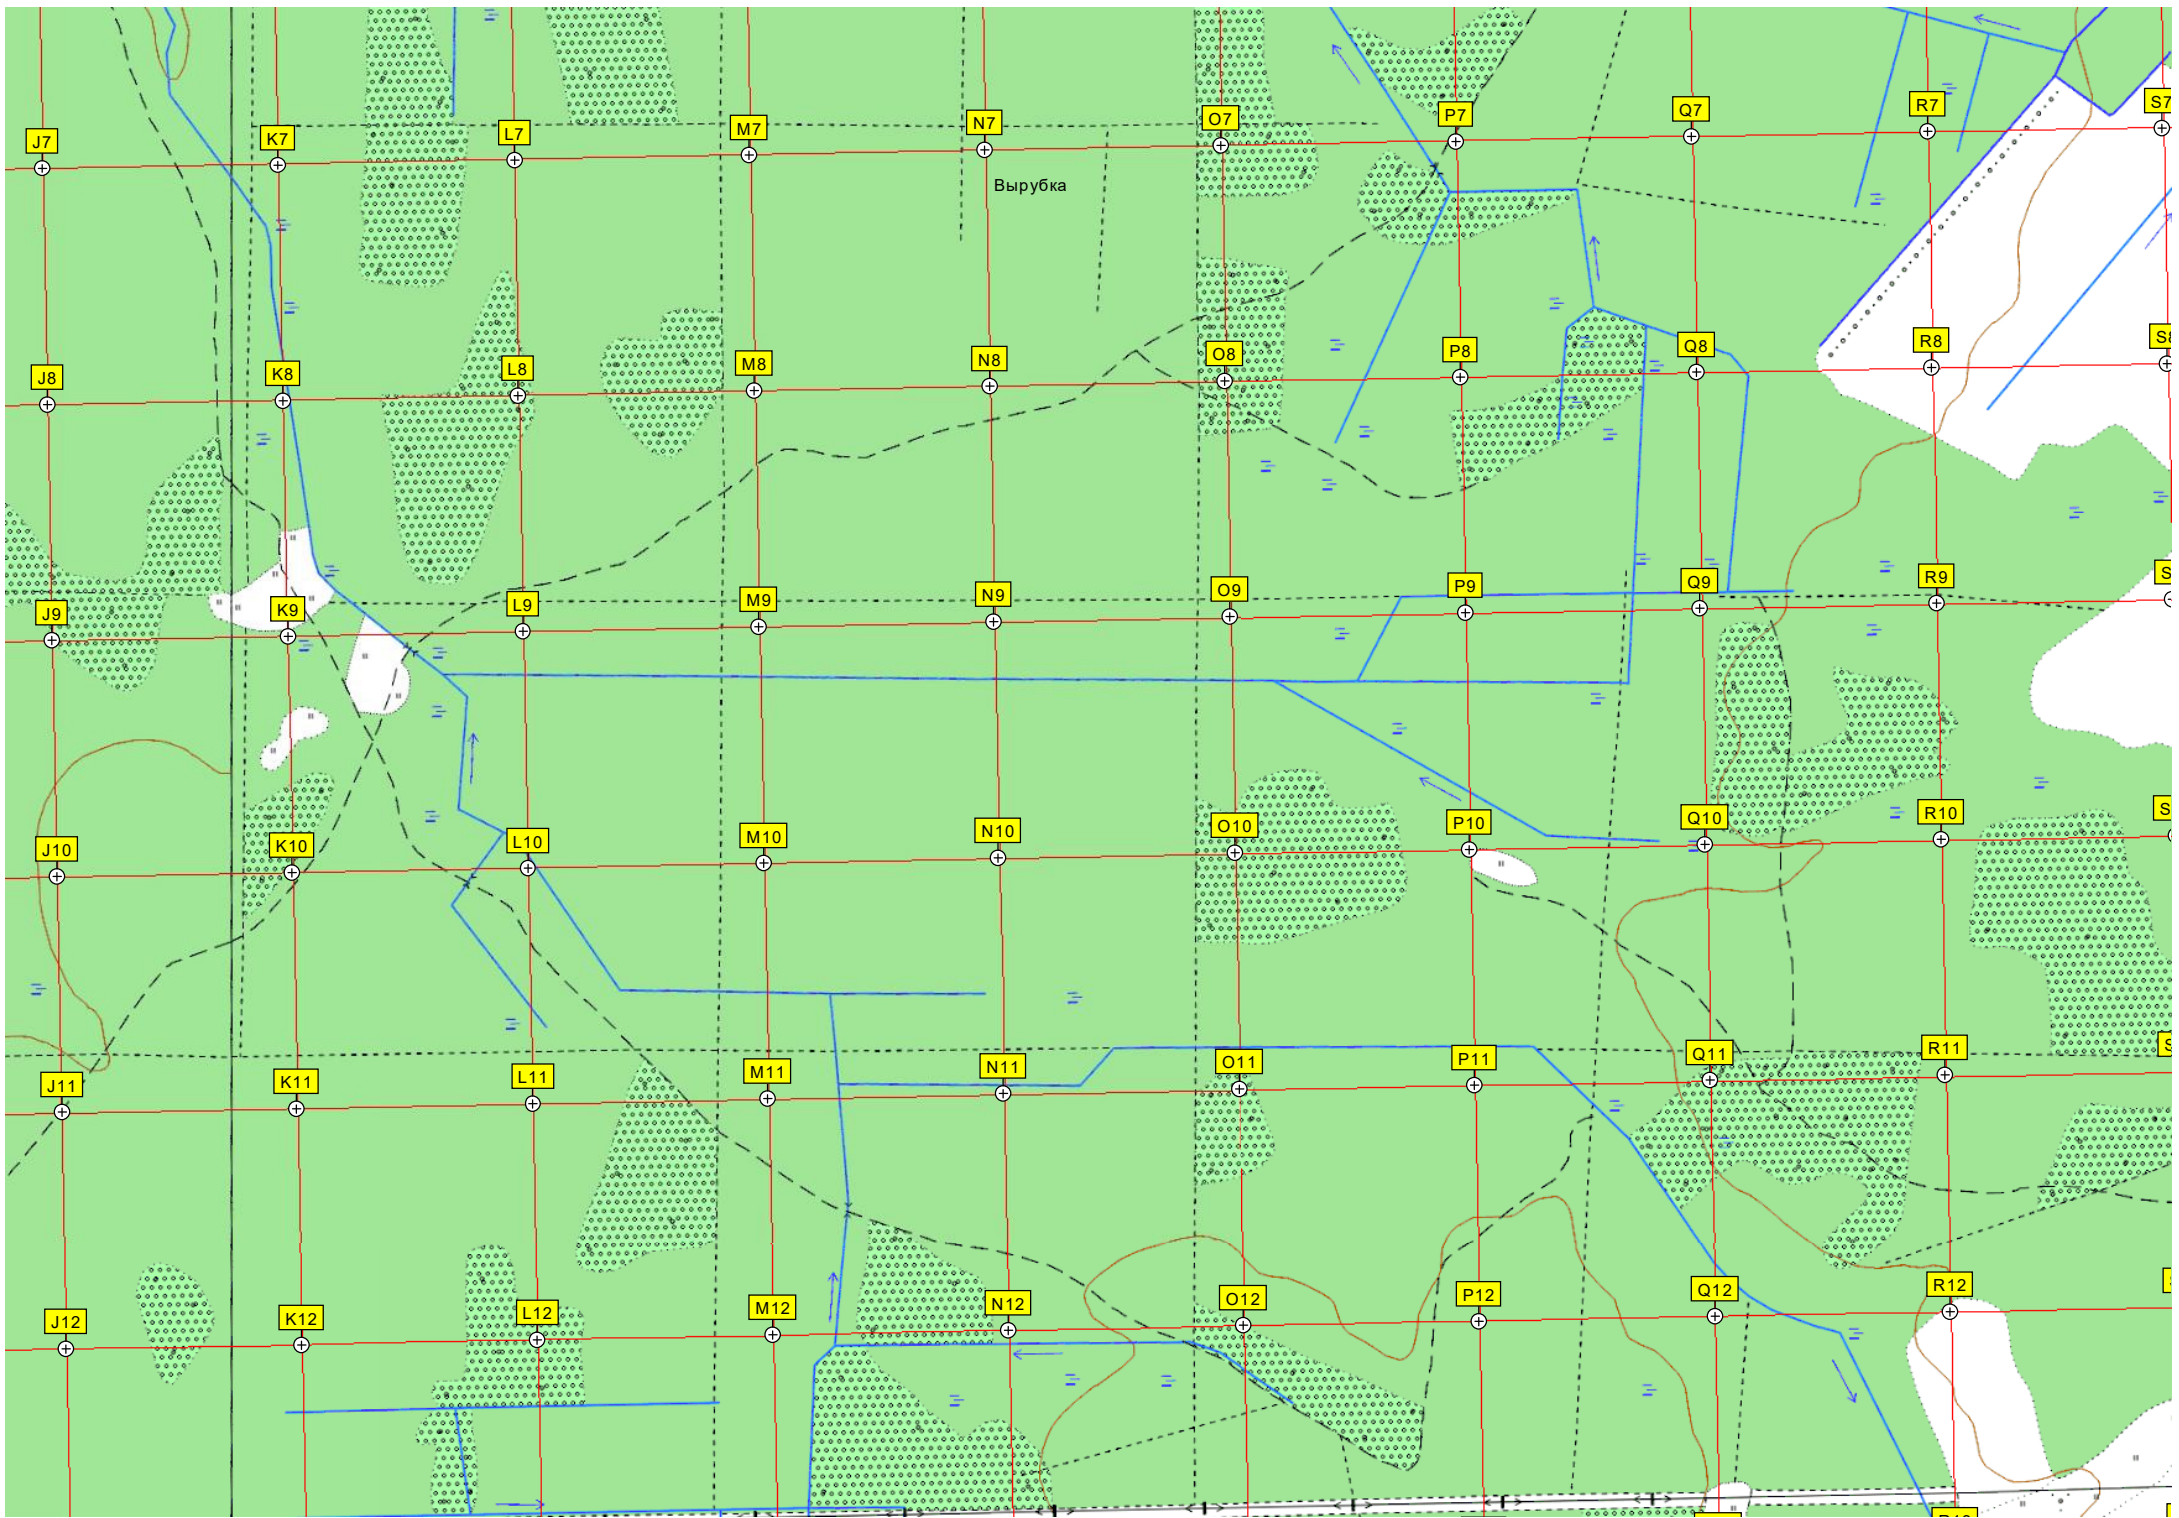 J7 K7 L7 M7 N7 O7 P7 Q7 R7 S7
Вырубка
J8 K8 L8 M8 N8 O8 P8 Q8 R8 S8
J9 K9 L9 M9 N9 O9 P9 Q9 R9 S
J10 K10 L10 M10 N10 O10 P10 Q10 R10 S
J11 K11 L11 M11 N11 O11 P11 Q11 R11 S
J12 K12 L12 M12 N12 O12 P12 Q12 R12